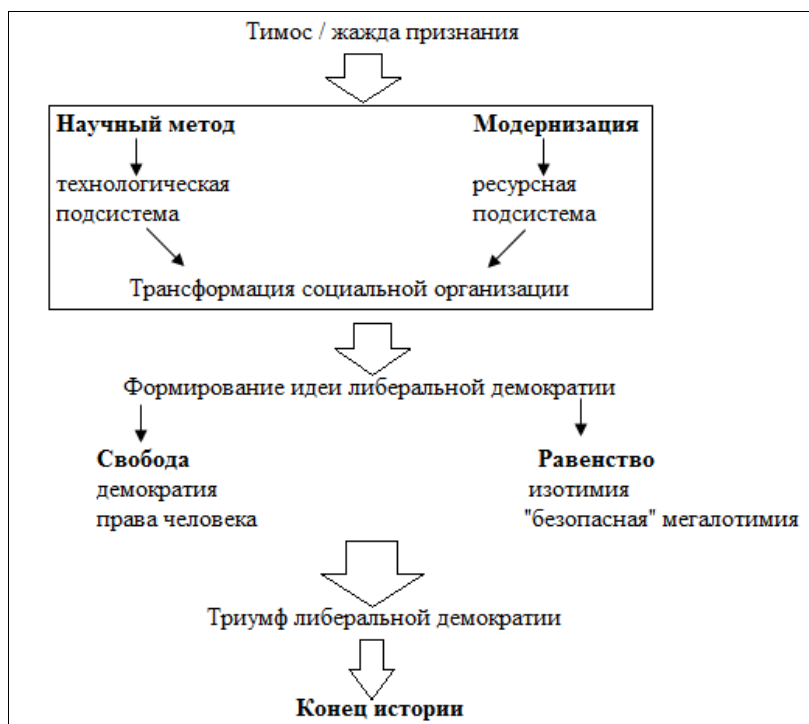 Тимос / жажда признания
Научный метод
Модернизация
технологическая
подсистема
ресурсная
подсистема
Трансформация социальной организации
Формирование идеи либеральной демократии
Свобода
демократия
права человека
Равенство
изотимия
"безопасная" мегалотимия
Триумф либеральной демократии
Конец истории